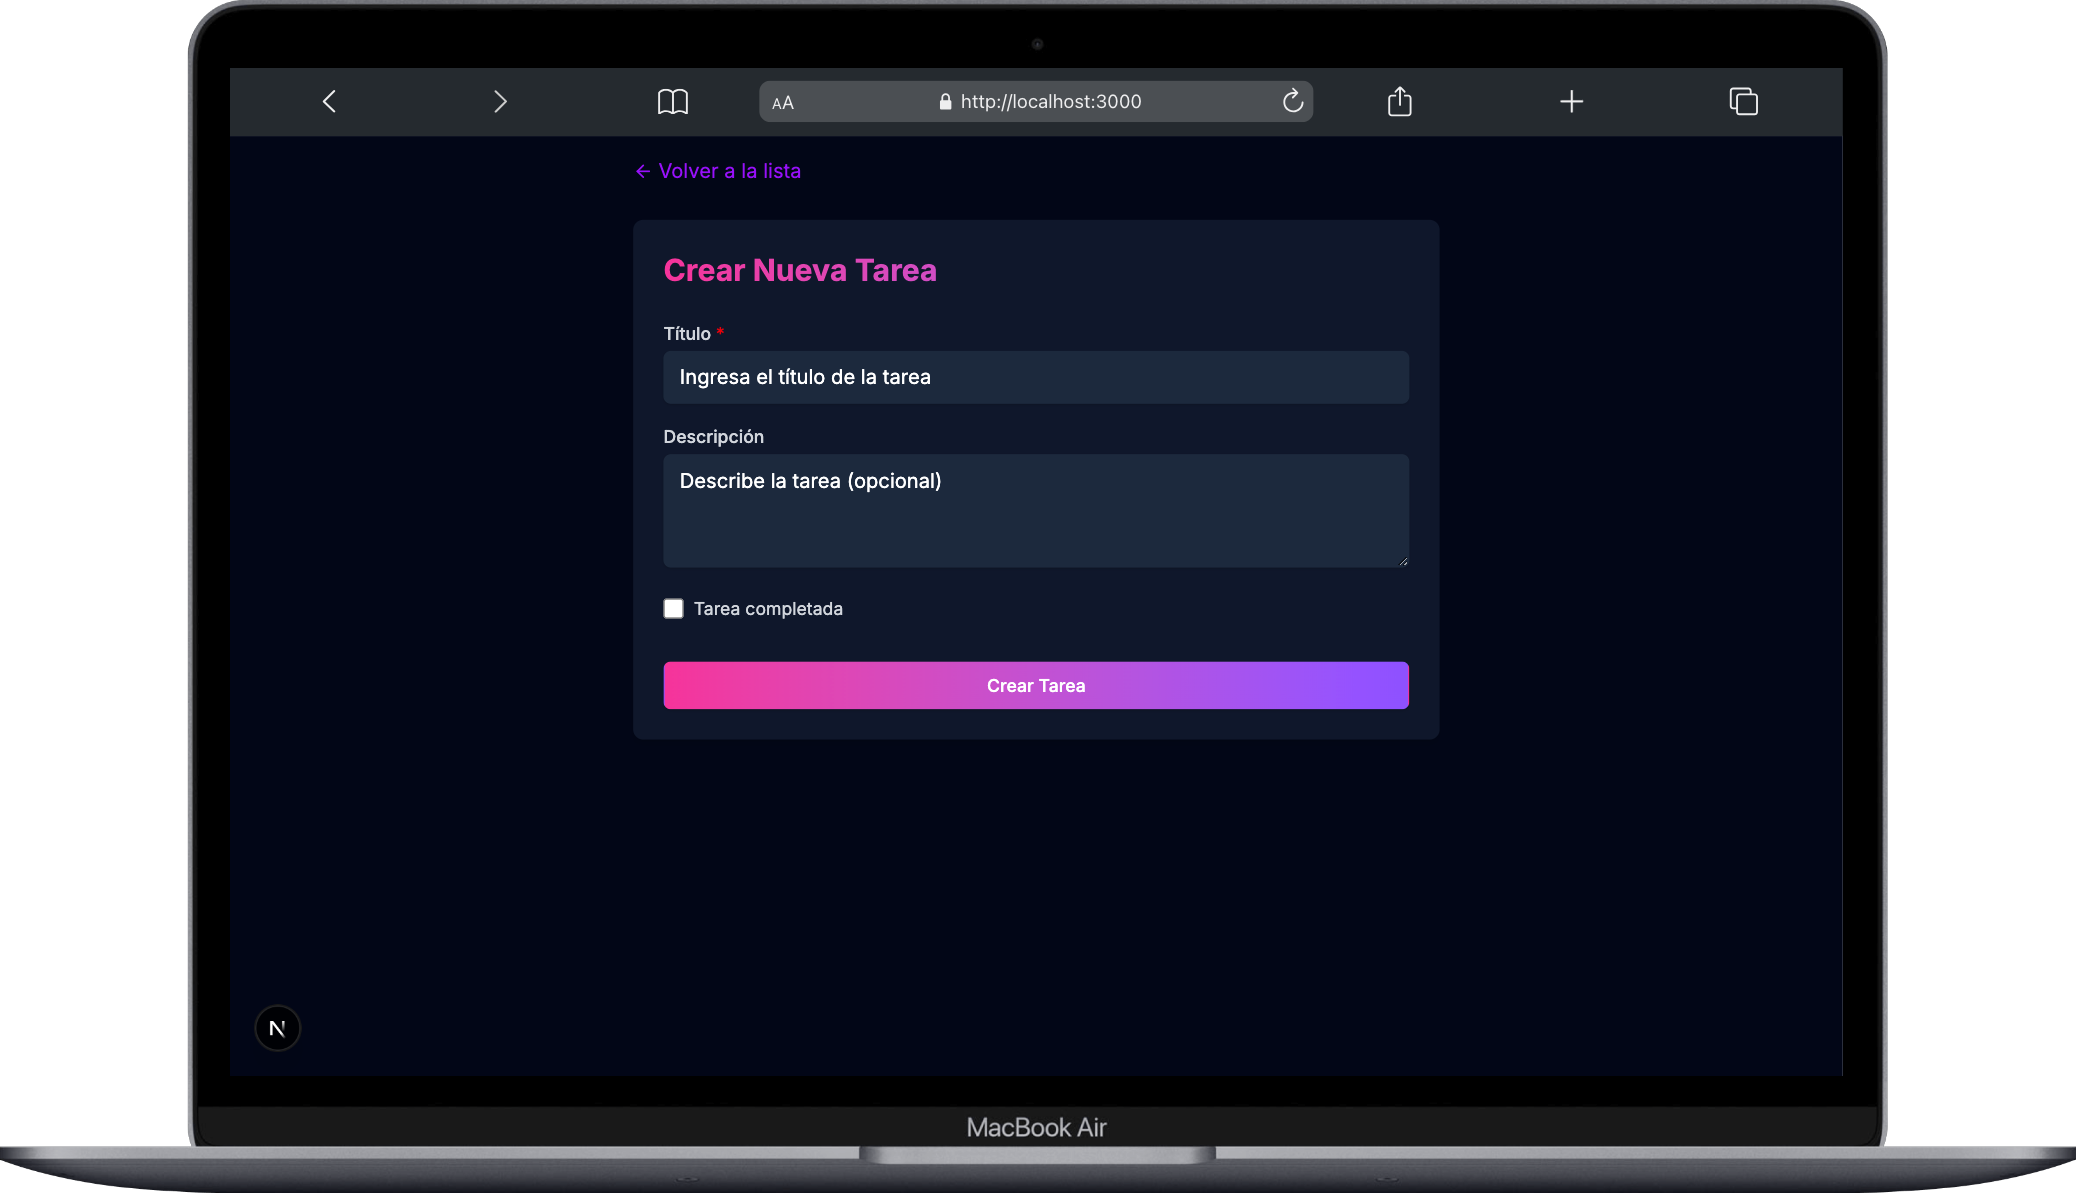 AA
http://localhost:3000
← Volver a la lista
Crear Nueva Tarea
Título *
Ingresa el título de la tarea
Descripción
Describe la tarea (opcional)
Tarea completada
Crear Tarea
N
MacBook Air